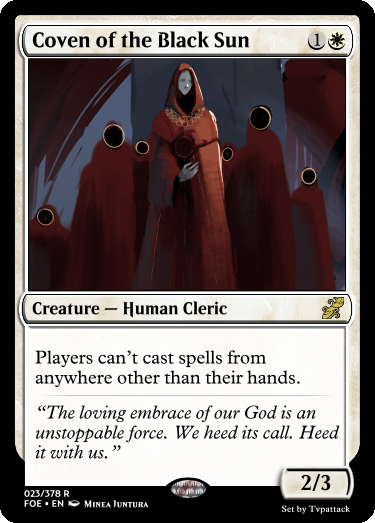 Coven of the Black Sun 1
Creature — Human Cleric
Players can't cast spells from
anywhere other than their hands.
“The loving embrace of our God is an
unstoppable force. We heed its call. Heed
it with us.”
2/3
023/378 R
FOE • EN Minea Juntura
Set by Tvpattack